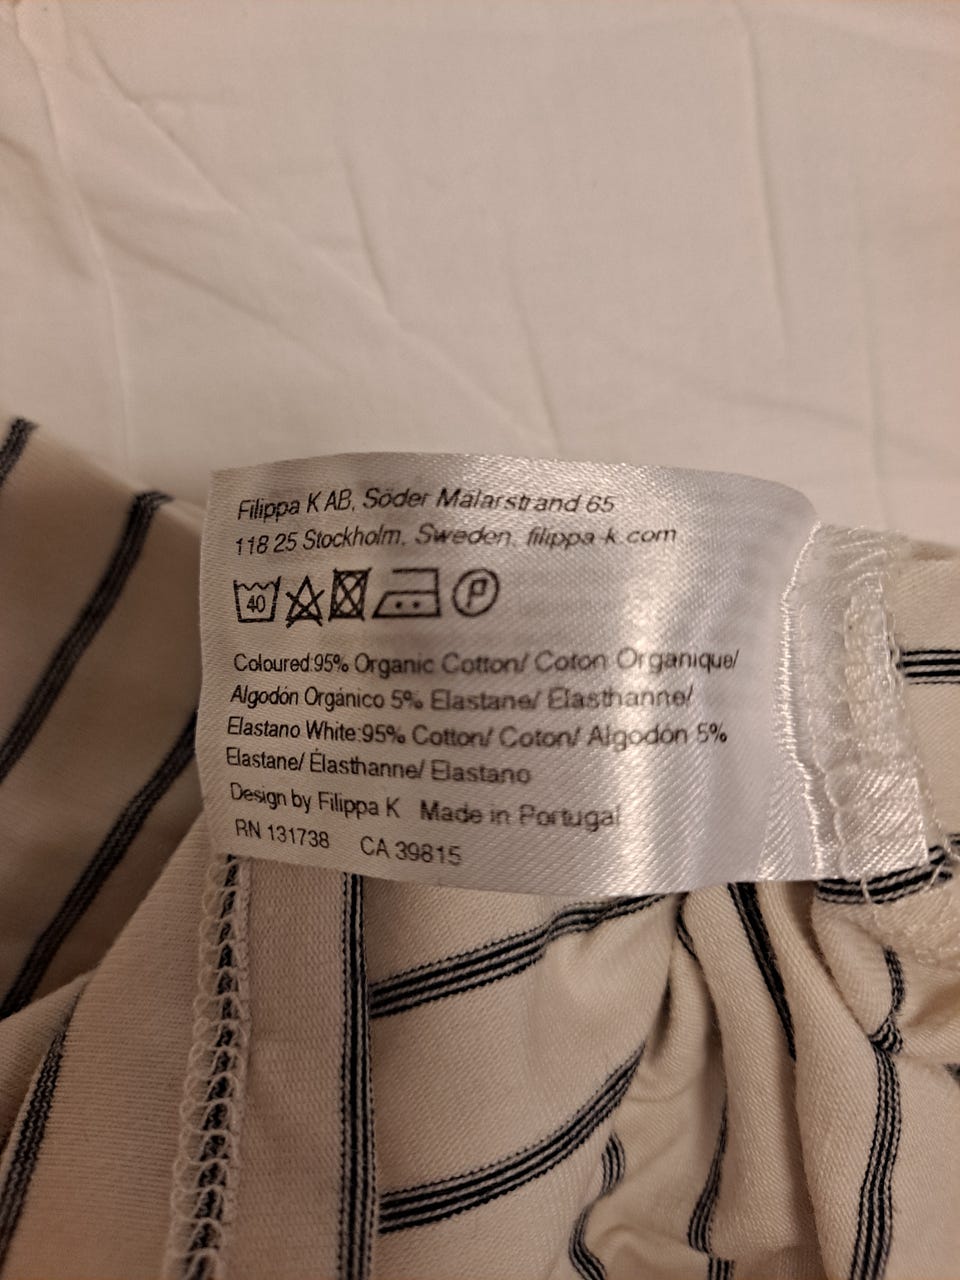 Filippa K AB, Söder Malarstrand 65
118 25 Stockholm, Sweden, filippa-k.com
40 P
Coloured:95% Organic Cotton/ Coton Organique/
Algodón Orgánico 5% Elastane/ Elasthanne/
Elastano White:95% Cotton/ Coton/ Algodón 5%
Elastane/ Élasthanne/ Elastano
Design by Filippa K Made in Portugal
RN 131738 CA 39815